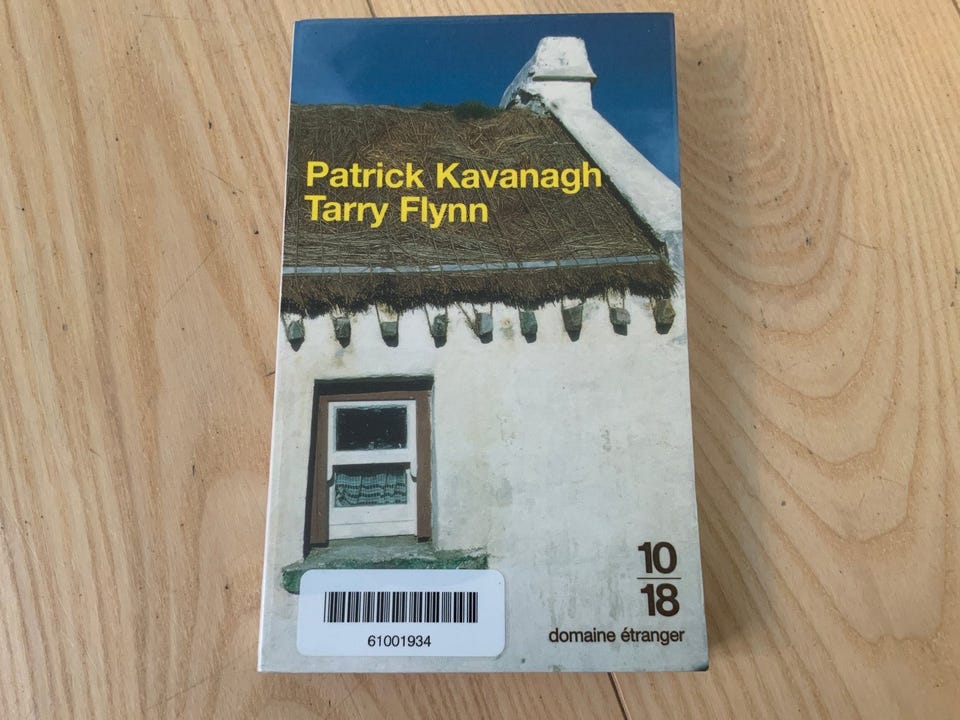 Patrick Kavanagh
Tarry Flynn
10
18
domaine étranger
61001934